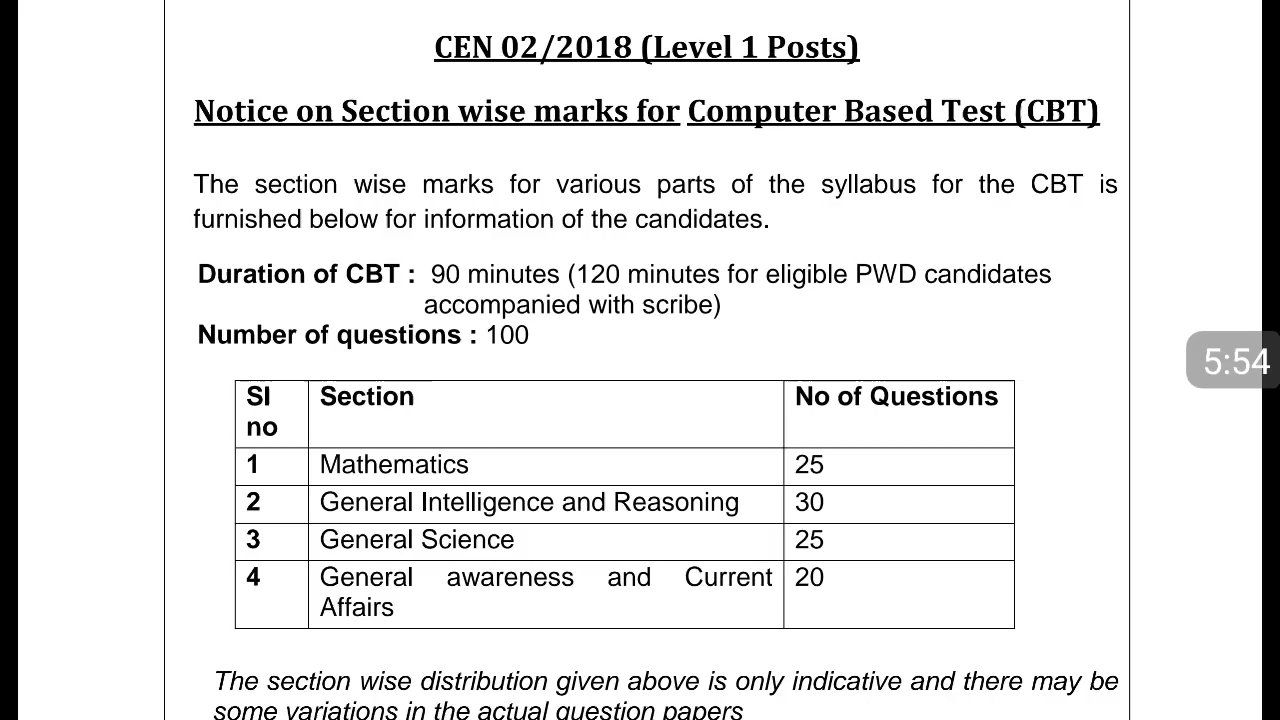 CEN 02/2018 (Level 1 Posts)
Notice on Section wise marks for Computer Based Test (CBT)
The section wise marks for various parts of the syllabus for the CBT is
furnished below for information of the candidates.
Duration of CBT : 90 minutes (120 minutes for eligible PWD candidates
accompanied with scribe)
Number of questions : 100
Sl no Section No of Questions
1 Mathematics 25
2 General Intelligence and Reasoning 30
3 General Science 25
4 General awareness and Current Affairs 20
The section wise distribution given above is only indicative and there may be
some variations in the actual question papers
5:54